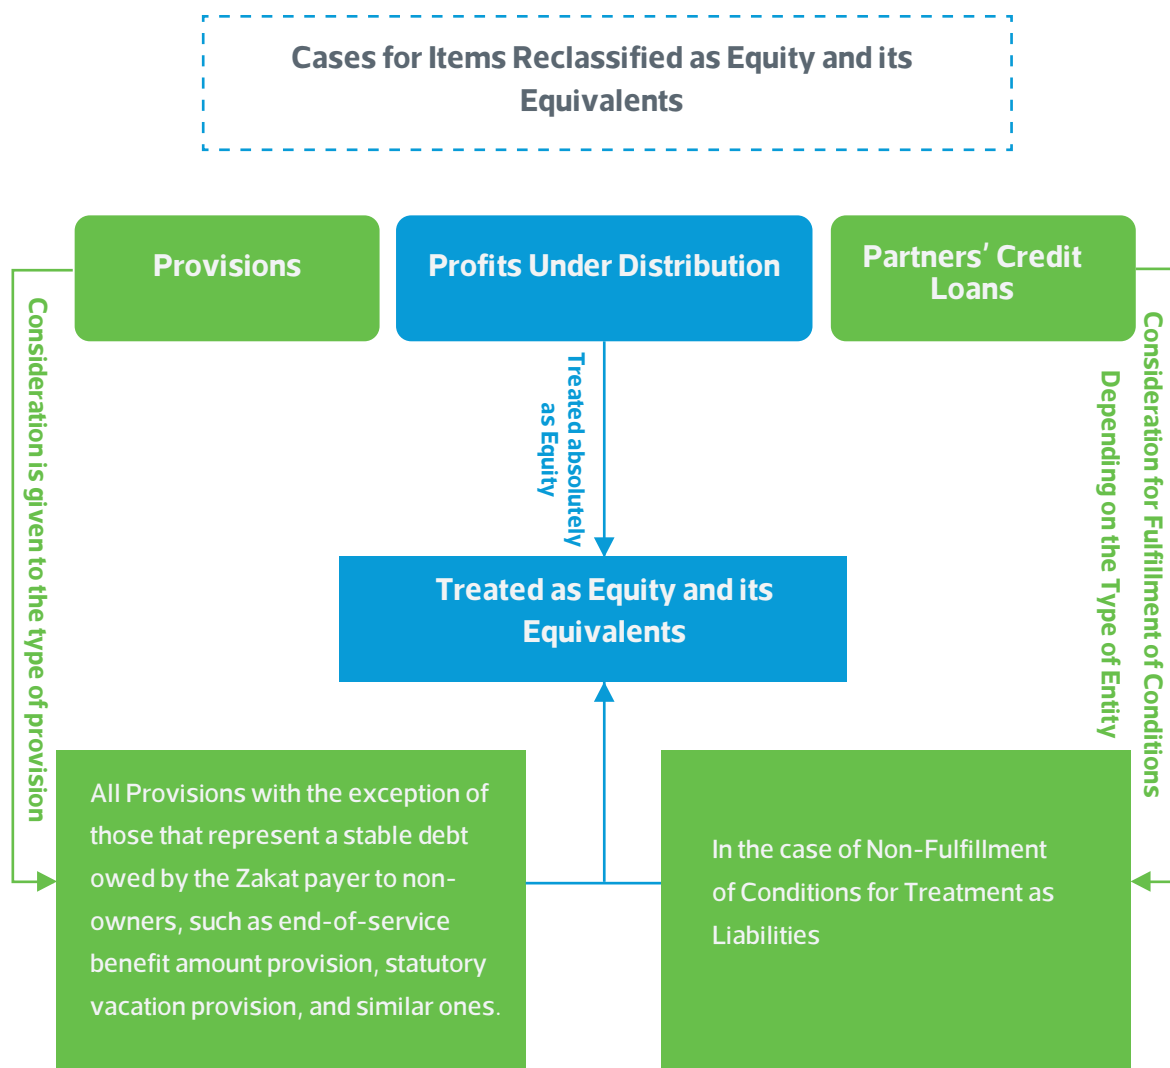 Cases for Items Reclassified as Equity and its
Equivalents
Provisions
Profits Under Distribution
Partners’ Credit
Loans
Consideration is given to the type of provision
Treated absolutely
as Equity
Consideration for Fulfillment of Conditions
Depending on the Type of Entity
Treated as Equity and its
Equivalents
All Provisions with the exception of
those that represent a stable debt
owed by the Zakat payer to non-
owners, such as end-of-service
benefit amount provision, statutory
vacation provision, and similar ones.
In the case of Non-Fulfillment
of Conditions for Treatment as
Liabilities